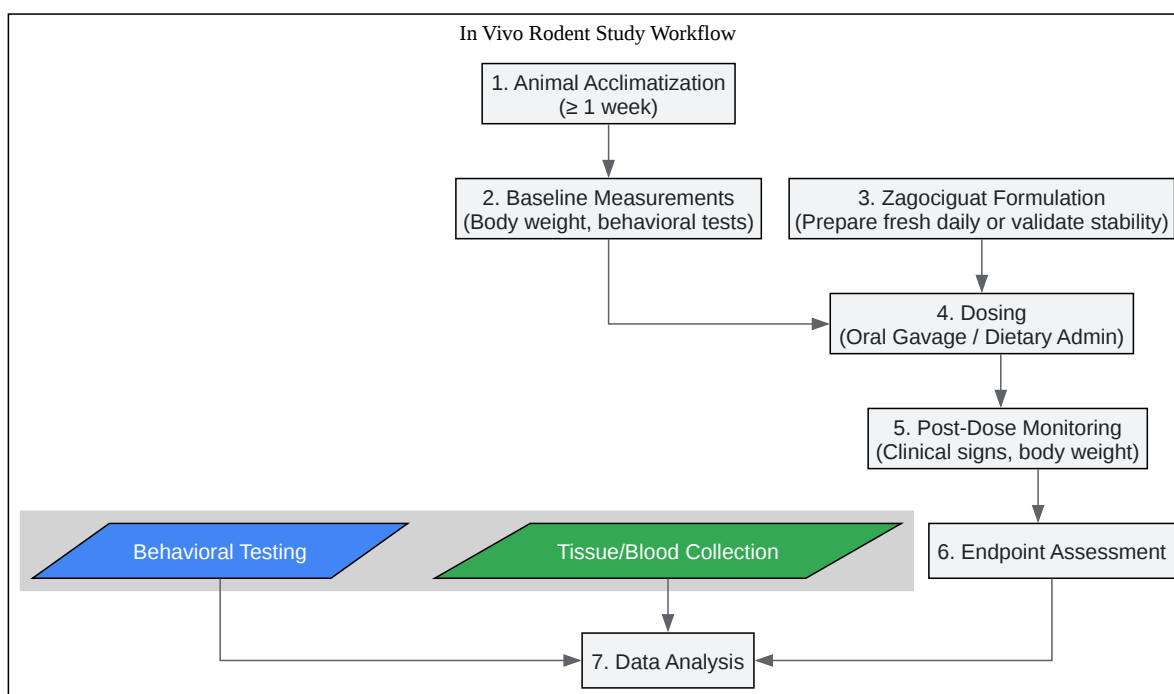 In Vivo Rodent Study Workflow
1. Animal Acclimatization
(≥ 1 week)
2. Baseline Measurements
(Body weight, behavioral tests)
3. Zagociguat Formulation
(Prepare fresh daily or validate stability)
4. Dosing
(Oral Gavage / Dietary Admin)
5. Post-Dose Monitoring
(Clinical signs, body weight)
Behavioral Testing
Tissue/Blood Collection
6. Endpoint Assessment
7. Data Analysis